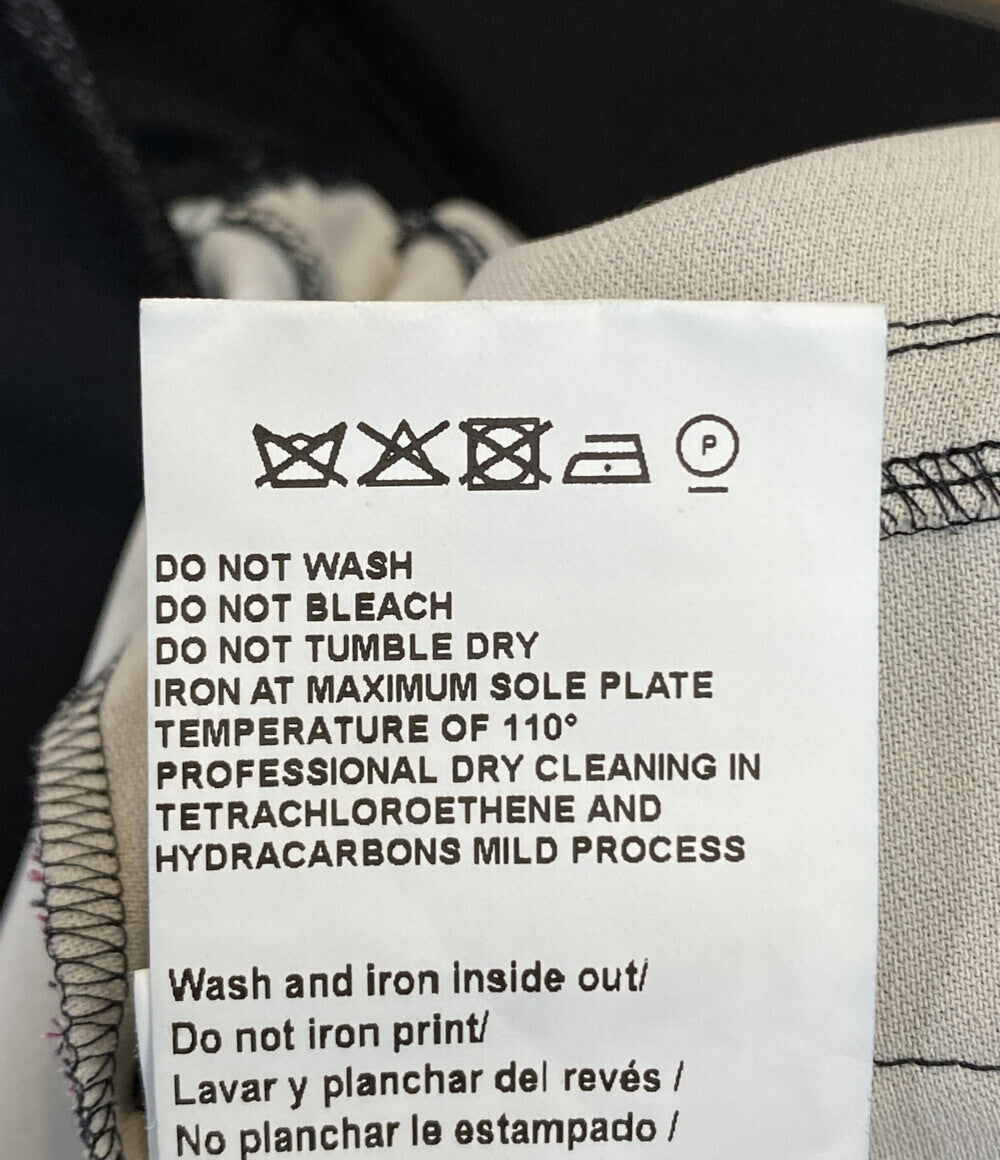 P
DO NOT WASH
DO NOT BLEACH
DO NOT TUMBLE DRY
IRON AT MAXIMUM SOLE PLATE
TEMPERATURE OF 110°
PROFESSIONAL DRY CLEANING IN
TETRACHLOROETHENE AND
HYDRACARBONS MILD PROCESS
Wash and iron inside out/
Do not iron print/
Lavar y planchar del revés /
No planchar le estampado /